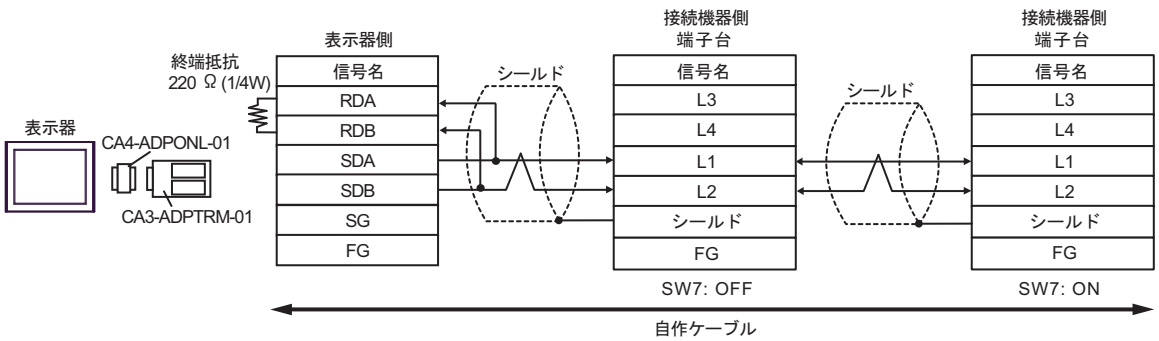 表示器
CA4-ADPONL-01
CA3-ADPTRM-01
終端抵抗
220 Ω (1/4W)
表示器側
信号名
RDA
RDB
SDA
SDB
SG
FG
シールド
接続機器側
端子台
信号名
L3
L4
L1
L2
シールド
FG
SW7: OFF
シールド
接続機器側
端子台
信号名
L3
L4
L1
L2
シールド
FG
SW7: ON
自作ケーブル